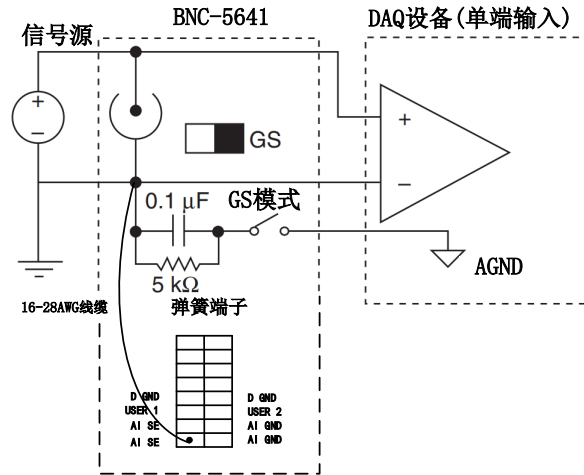 BNC-5641
DAQ设备(单端输入)
信号源
+
−
GS
+
−
0.1 µF
GS模式
5 kΩ
AGND
16-28AWG线缆
弹簧端子
D GND
USER 1
AI SE
AI SE
D GND
USER 2
AI GND
AI GND